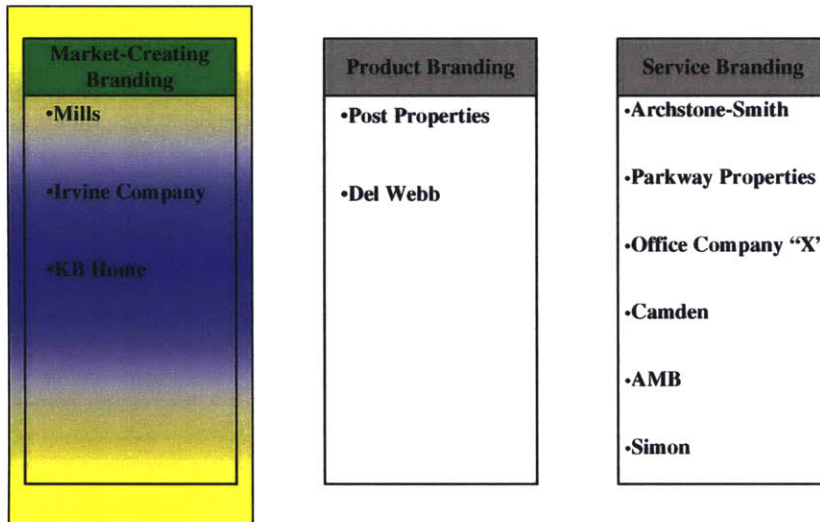 Market-Creating
Branding
•Mills
•Irvine Company
•KB Home
Product Branding
•Post Properties
•Del Webb
Service Branding
•Archstone-Smith
•Parkway Properties
•Office Company “X”
•Camden
•AMB
•Simon